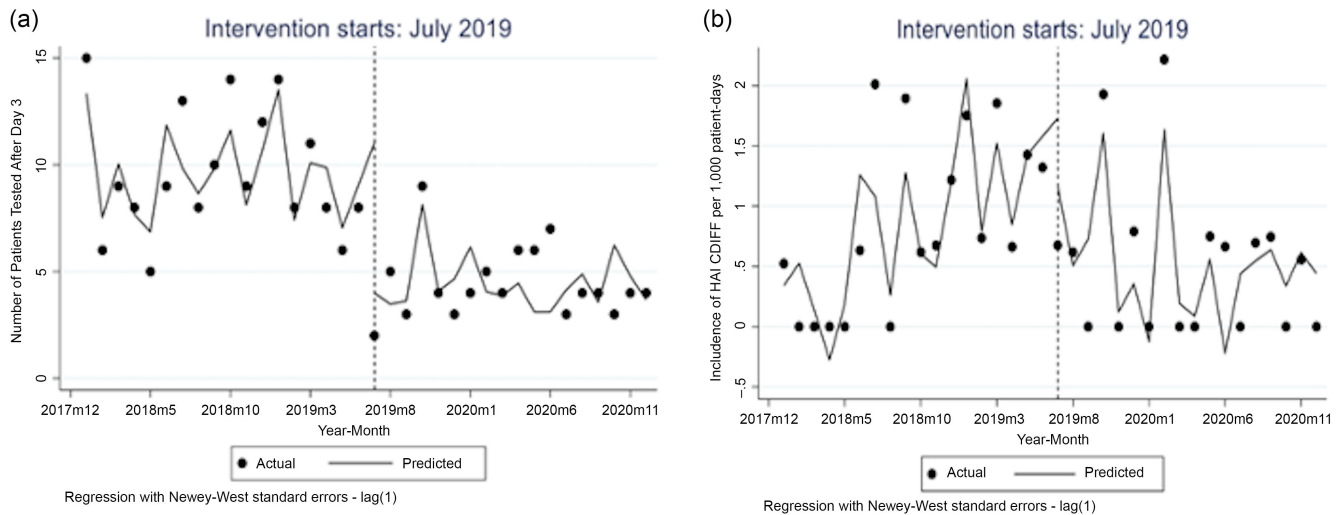 (a)
Intervention starts: July 2019
Number of Patients Tested After Day 3
15
10
5
0
2017m12 2018m5 2018m10 2019m3 2019m8 2020m1 2020m6 2020m11
Year-Month
Actual Predicted
Regression with Newey-West standard errors - lag(1)
(b)
Intervention starts: July 2019
Includence of HAI CDIFF per 1,000 patient-days
2
1.5
1
.5
0
-.5
2017m12 2018m5 2018m10 2019m3 2019m8 2020m1 2020m6 2020m11
Year-Month
Actual Predicted
Regression with Newey-West standard errors - lag(1)